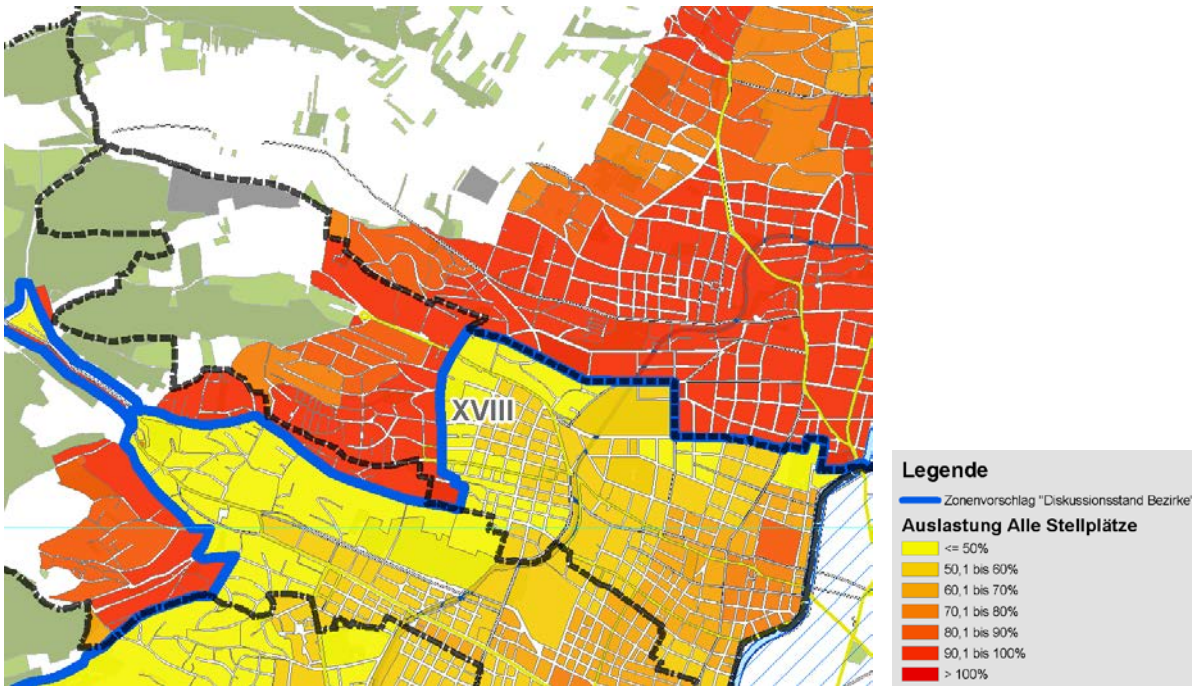 XVIII
Legende
Zonenvorschlag "Diskussionsstand Bezirke"
Auslastung Alle Stellplätze
<= 50%
50,1 bis 60%
60,1 bis 70%
70,1 bis 80%
80,1 bis 90%
90,1 bis 100%
> 100%